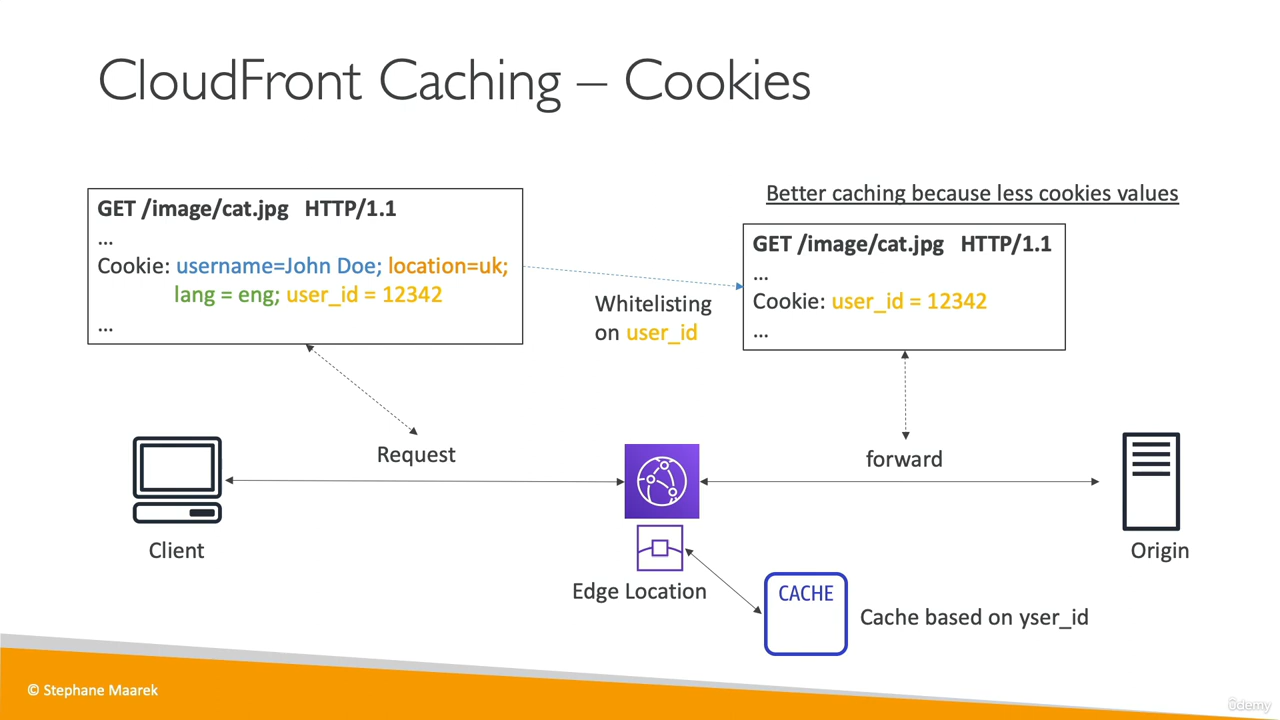 CloudFront Caching – Cookies
Better caching because less cookies values
GET /image/cat.jpg HTTP/1.1
...
Cookie: username=John Doe; location=uk;
lang = eng; user_id = 12342
...
Whitelisting
on user_id
GET /image/cat.jpg HTTP/1.1
...
Cookie: user_id = 12342
...
Request
forward
Client
Origin
Edge Location
CACHE
Cache based on yser_id
© Stephane Maarek
ûdemy